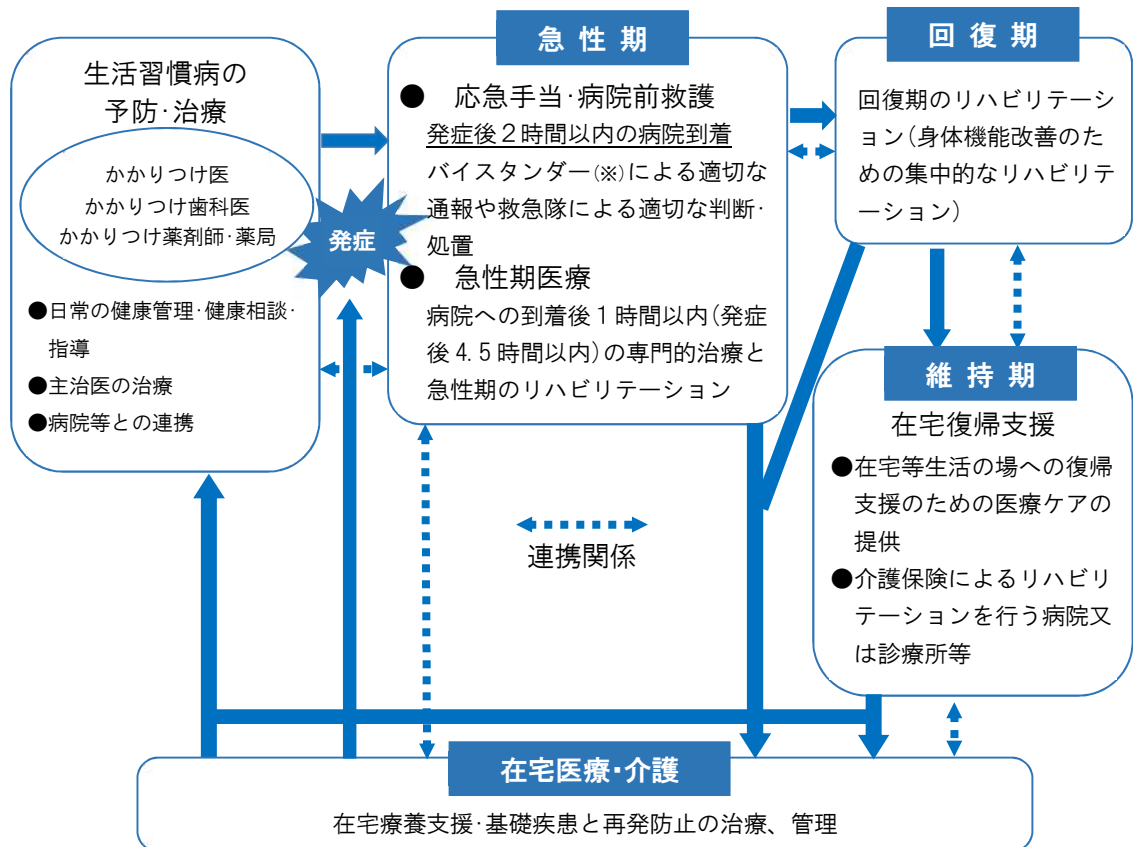 生活習慣病の
予防・治療
かかりつけ医
かかりつけ歯科医
かかりつけ薬剤師・薬局
●日常の健康管理・健康相談・
指導
●主治医の治療
●病院等との連携
発症
急性期
● 応急手当・病院前救護
発症後２時間以内の病院到着
バイスタンダー(※)による適切な
通報や救急隊による適切な判断・
処置
● 急性期医療
病院への到着後１時間以内(発症
後4.5時間以内)の専門的治療と
急性期のリハビリテーション
回復期
回復期のリハビリテーシ
ョン(身体機能改善のた
めの集中的なリハビリテ
ーション)
維持期
在宅復帰支援
●在宅等生活の場への復帰
支援のための医療ケアの
提供
●介護保険によるリハビリ
テーションを行う病院又
は診療所等
連携関係
在宅医療・介護
在宅療養支援・基礎疾患と再発防止の治療、管理